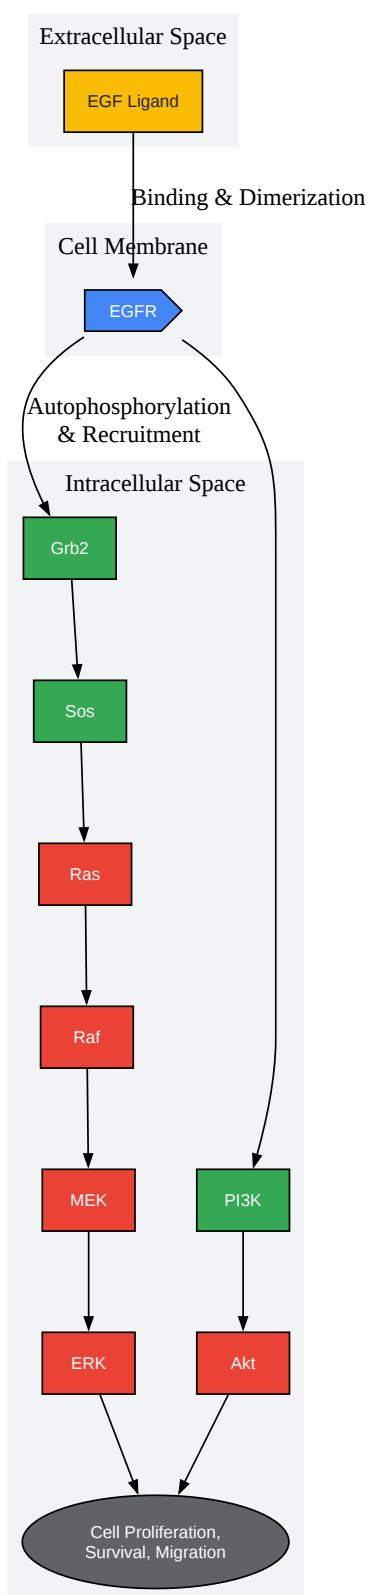 Extracellular Space
EGF Ligand
Binding & Dimerization
Cell Membrane
EGFR
Autophosphorylation
& Recruitment
Intracellular Space
Grb2
Sos
Ras
Raf
MEK
PI3K
ERK
Akt
Cell Proliferation,
Survival, Migration